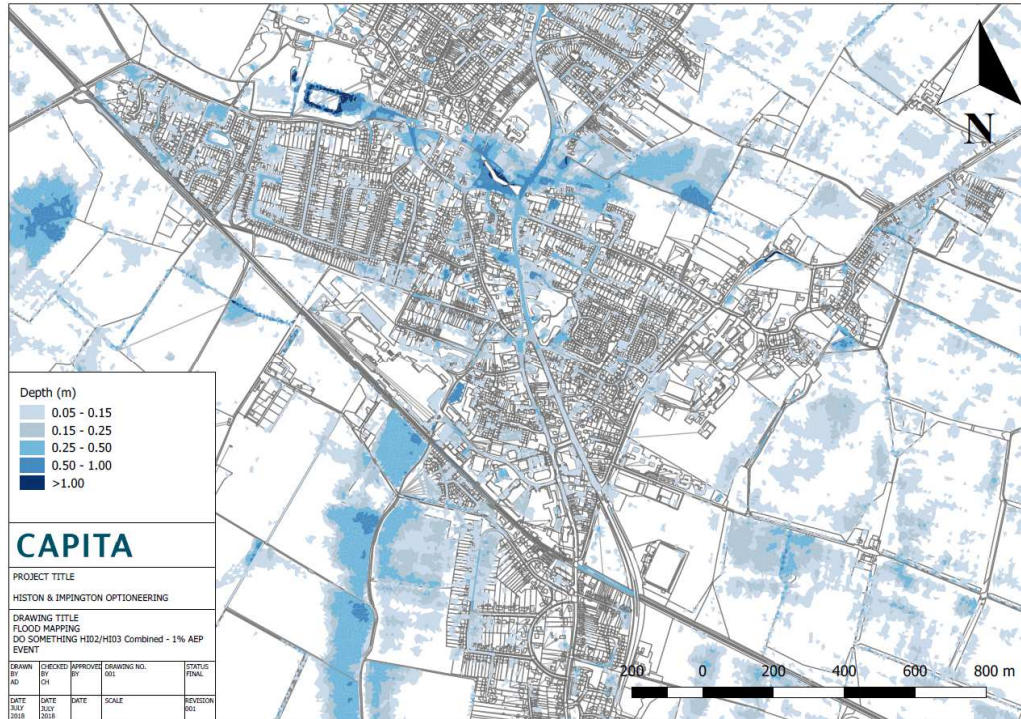 N
Depth (m)
0.05 - 0.15
0.15 - 0.25
0.25 - 0.50
0.50 - 1.00
>1.00
CAPITA
PROJECT TITLE
HISTON & IMPINGTON OPTIONEERING
DRAWING TITLE
FLOOD MAPPING
DO SOMETHING HI02/HI03 Combined - 1% AEP
EVENT
DRAWN BY AD
CHECKED BY CH
APPROVED BY
DRAWING NO. 001
STATUS FINAL
DATE JULY 2018
DATE JULY 2018
DATE
SCALE
REVISION 001
200 0 200 400 600 800 m